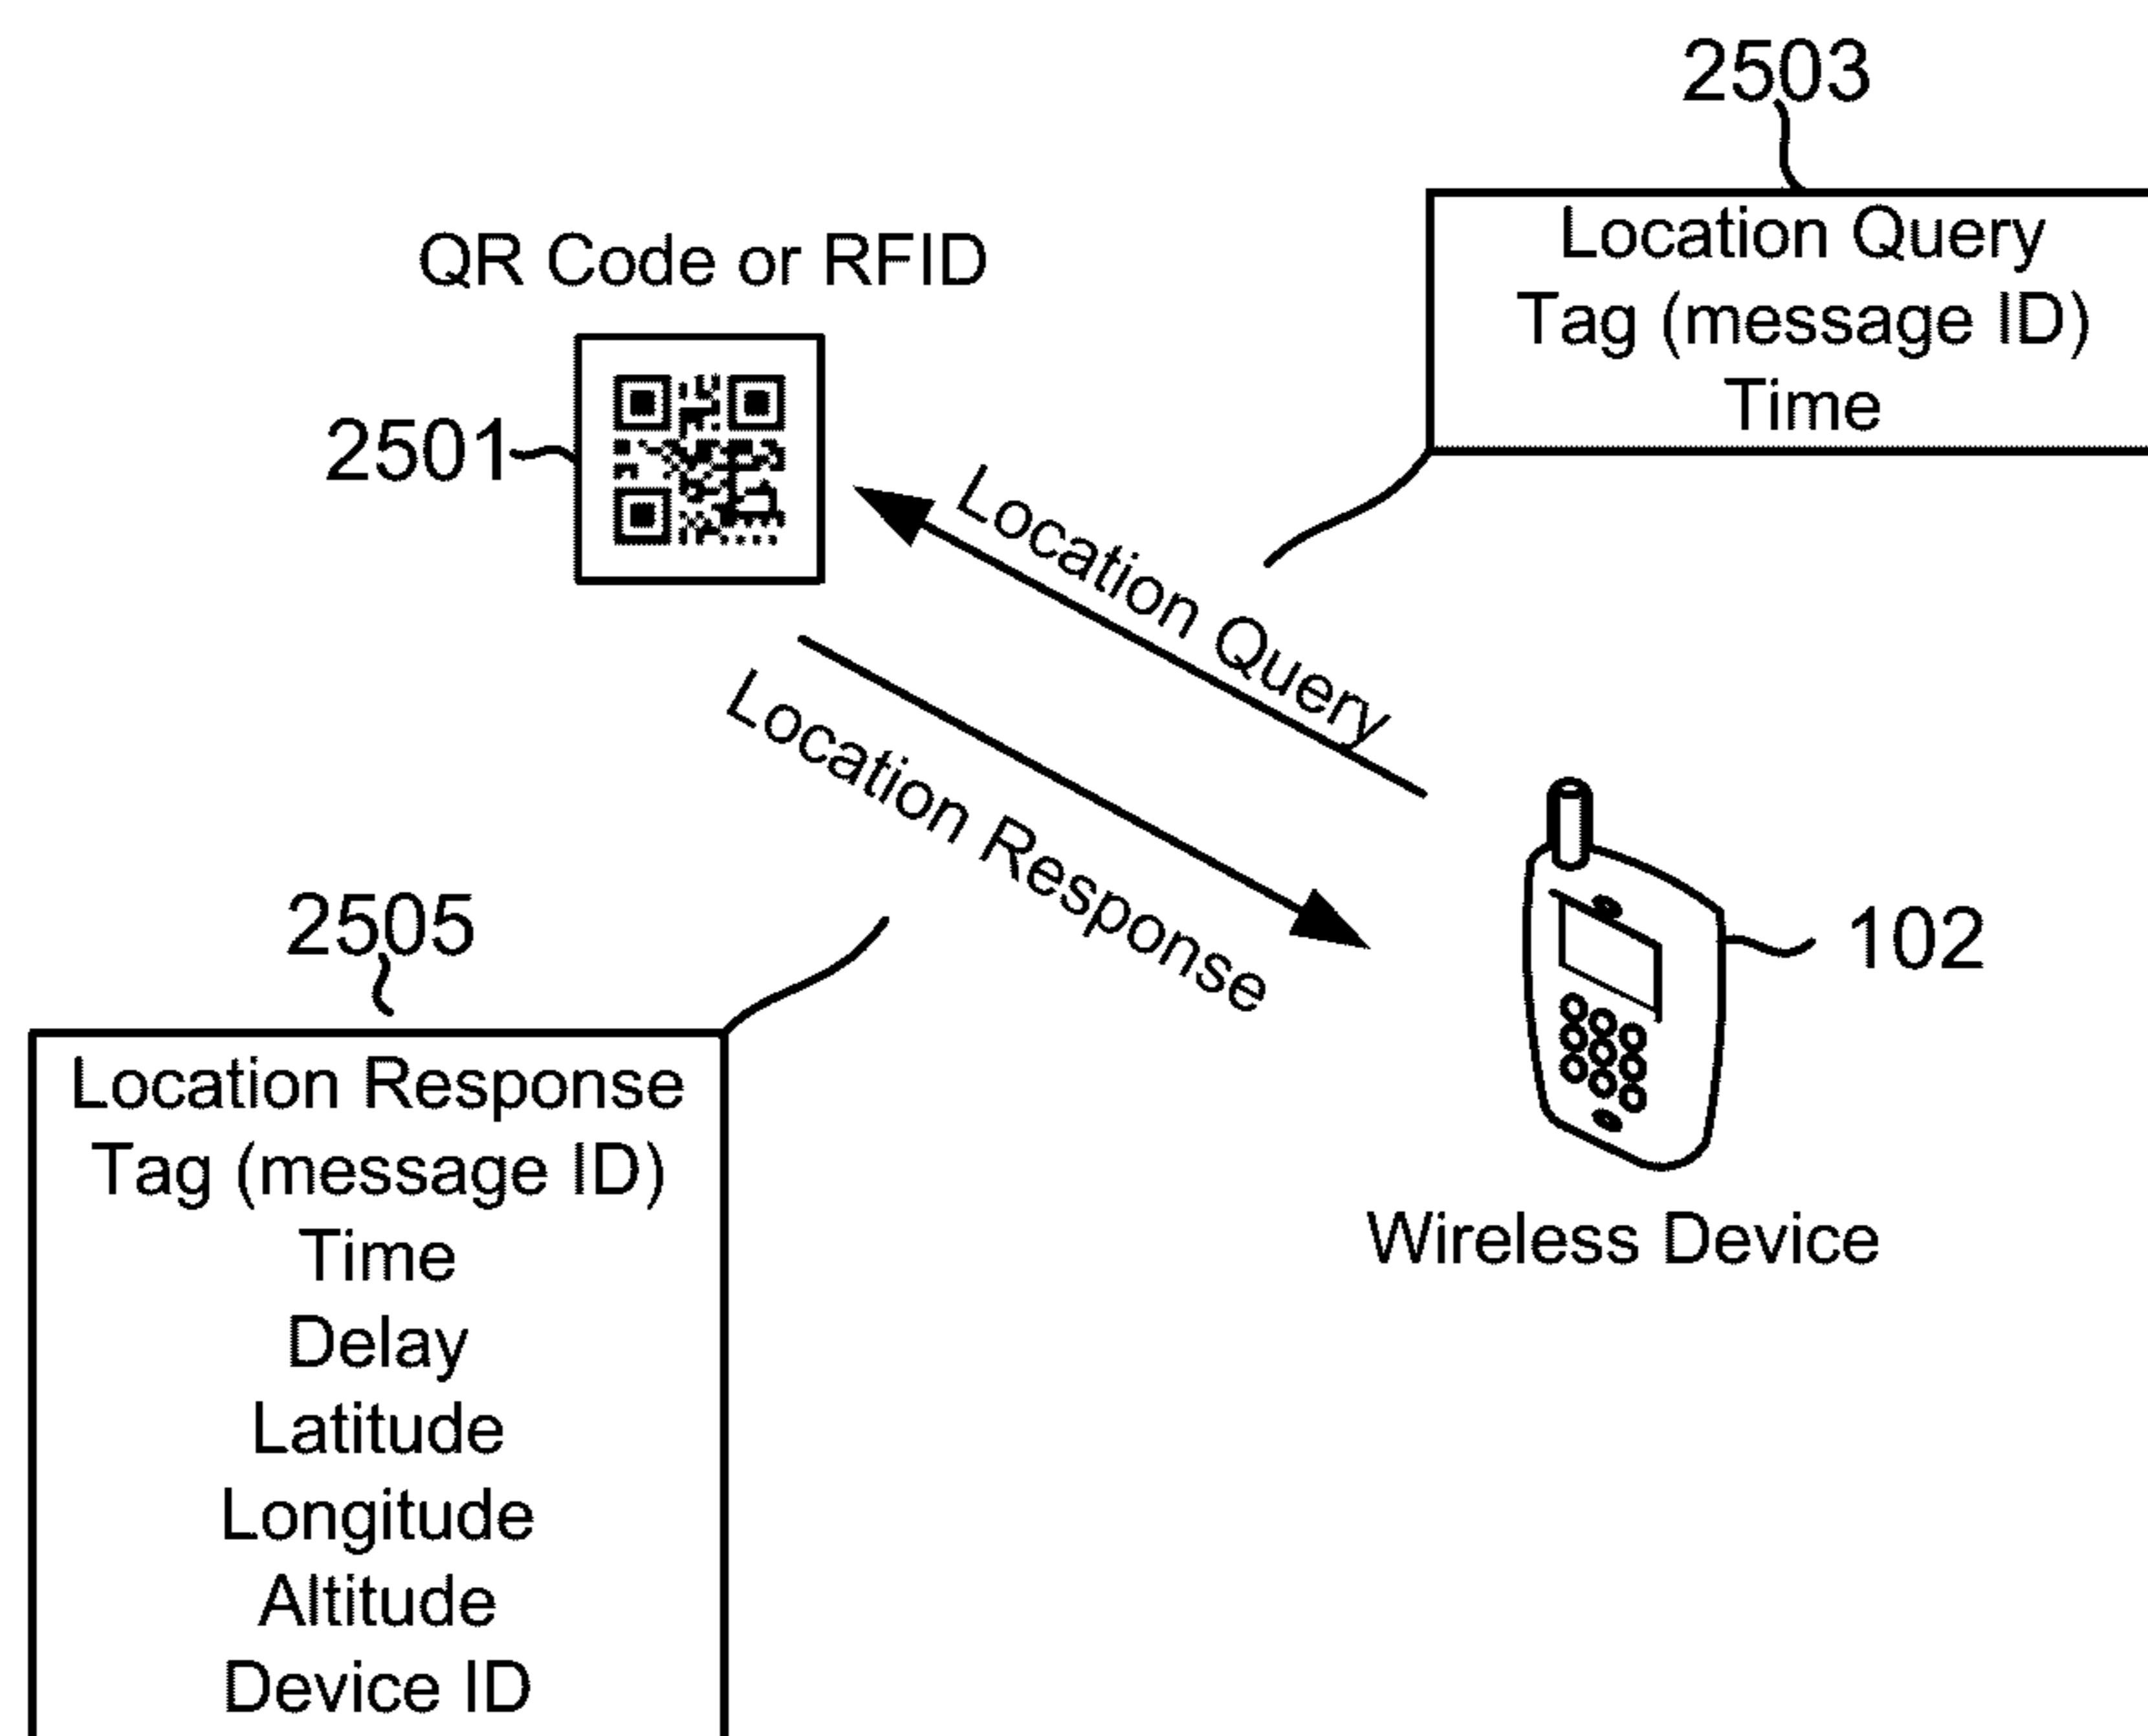 2503
Location Query
Tag (message ID)
Time
QR Code or RFID
2501
Location Query
Location Response
2505
102
Location Response
Tag (message ID)
Time
Delay
Latitude
Longitude
Altitude
Device ID
Wireless Device